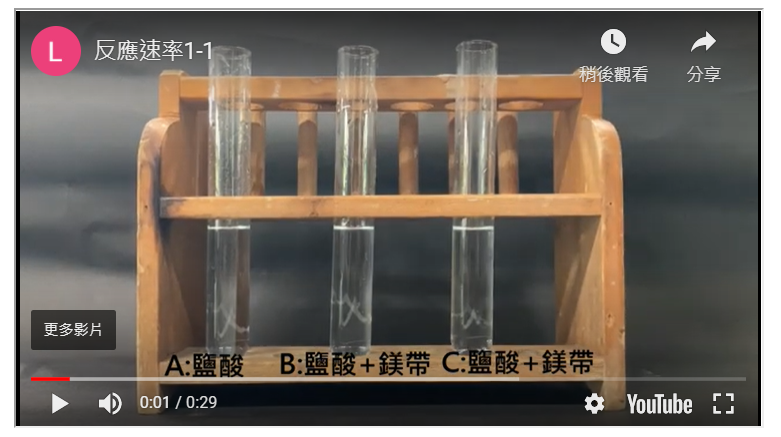 L
反應速率1-1
稍後觀看
分享
更多影片
A:鹽酸 B:鹽酸+鎂帶 C:鹽酸+鎂帶
0:01 / 0:29
YouTube